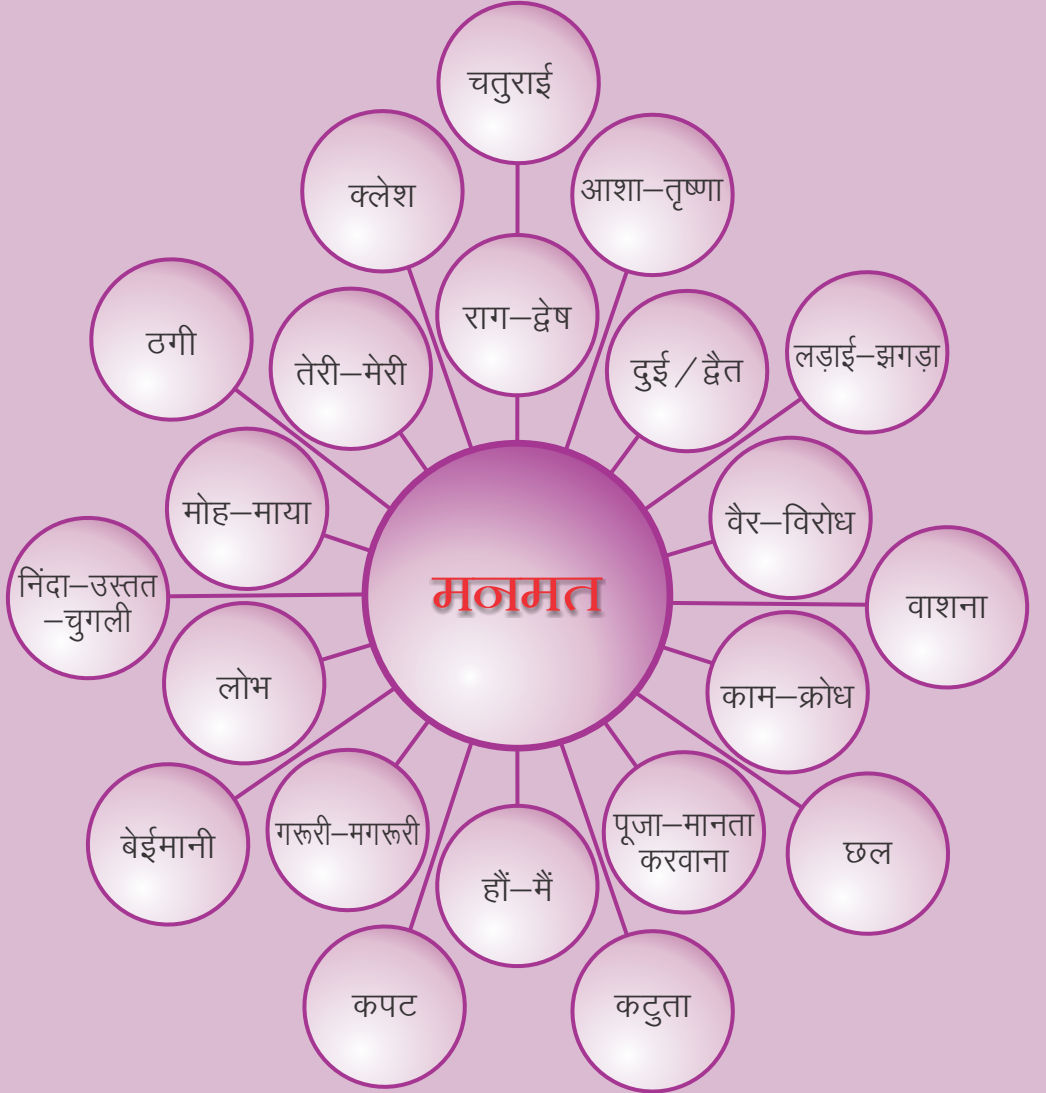 चतुराई
क्लेश
आशा–तृष्णा
राग–द्वेष
ठगी
तेरी–मेरी
दुई / द्वैत
लड़ाई–झगड़ा
मोह–माया
वैर–विरोध
निंदा–उस्तत
–चुगली
मनमत
वाशना
लोभ
काम–क्रोध
बेईमानी
गरूरी–मगरूरी
हौं–मैं
पूजा–मानता
करवाना
छल
कपट
कटुता